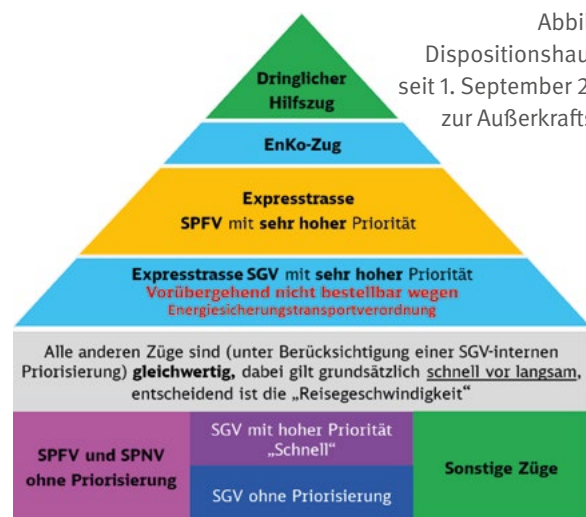 Abbil
Dispositionshau
seit 1. September 2
zur Außerkrafts
Dringlicher
Hilfszug
EnKo-Zug
Expresstrasse
SPFV mit sehr hoher Priorität
Expresstrasse SGV mit sehr hoher Priorität
Vorübergehend nicht bestellbar wegen
Energiesicherungstransportverordnung
Alle anderen Züge sind (unter Berücksichtigung einer SGV-internen
Priorisierung) gleichwertig, dabei gilt grundsätzlich schnell vor langsam,
entscheidend ist die „Reisegeschwindigkeit“
SPFV und SPNV
ohne Priorisierung
SGV mit hoher Priorität
„Schnell“
SGV ohne Priorisierung
Sonstige Züge